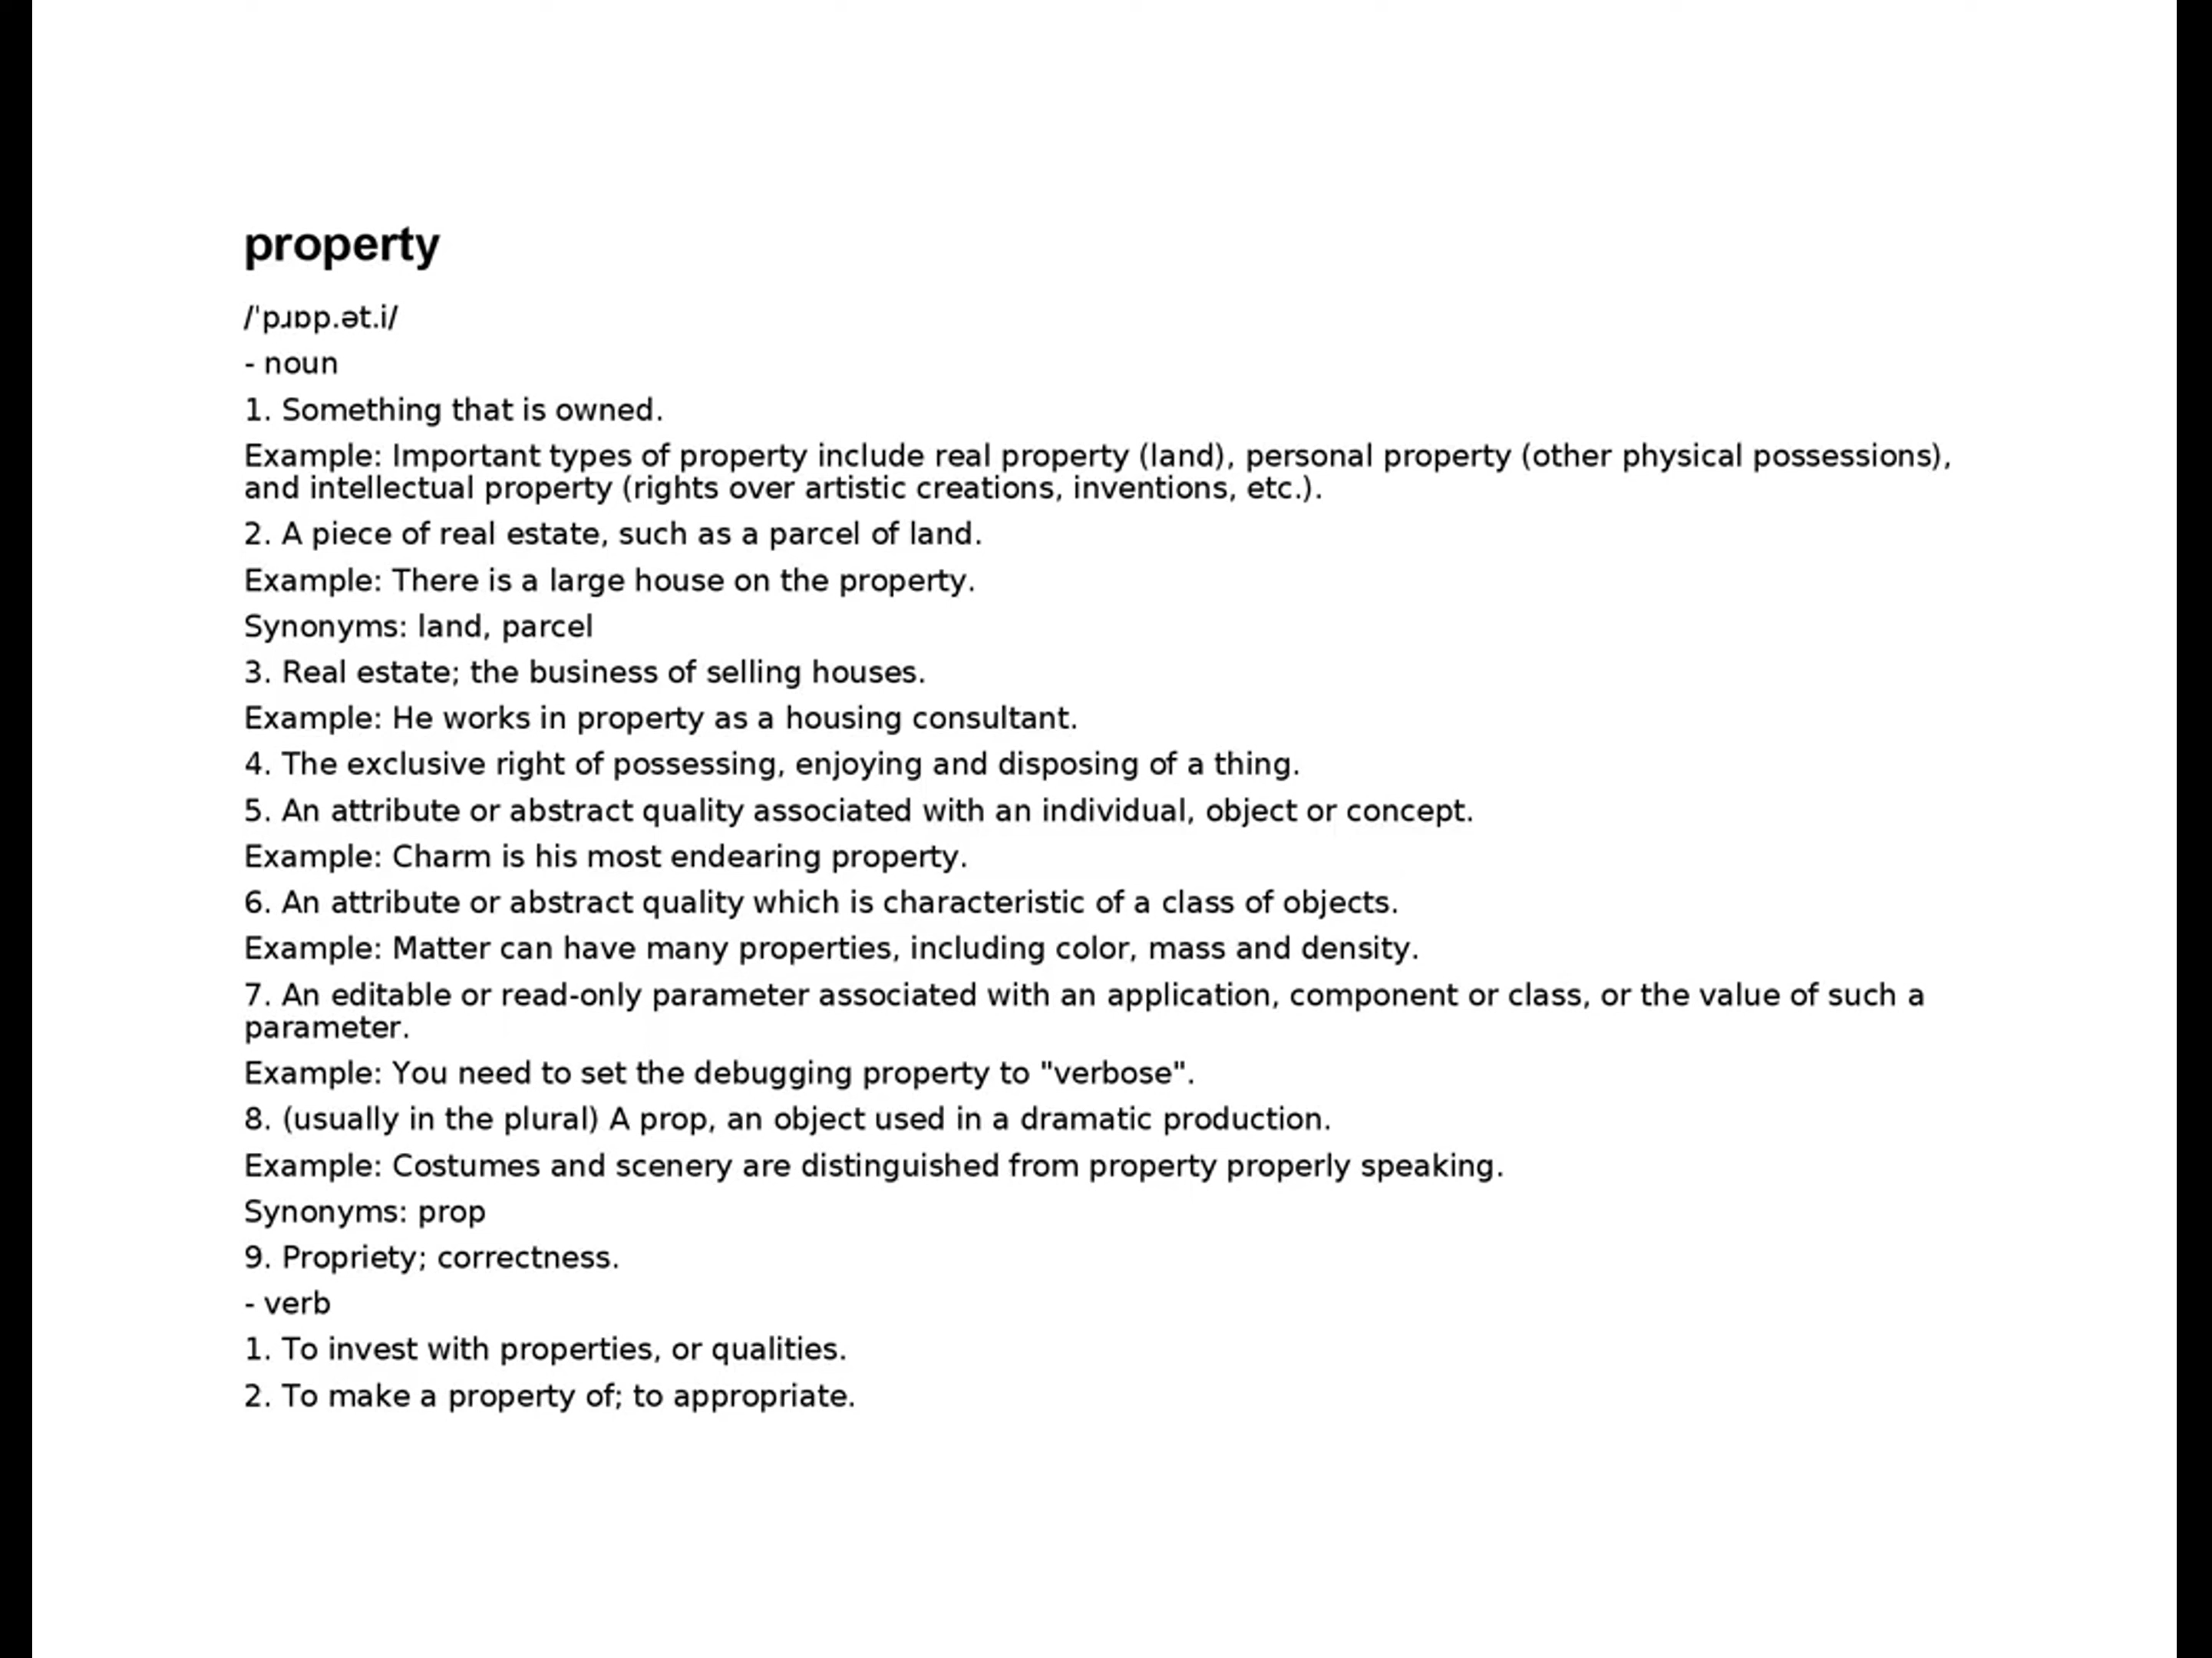 property
/ˈpɹɒp.ət.i/
- noun
1. Something that is owned.
Example: Important types of property include real property (land), personal property (other physical possessions),
and intellectual property (rights over artistic creations, inventions, etc.).
2. A piece of real estate, such as a parcel of land.
Example: There is a large house on the property.
Synonyms: land, parcel
3. Real estate; the business of selling houses.
Example: He works in property as a housing consultant.
4. The exclusive right of possessing, enjoying and disposing of a thing.
5. An attribute or abstract quality associated with an individual, object or concept.
Example: Charm is his most endearing property.
6. An attribute or abstract quality which is characteristic of a class of objects.
Example: Matter can have many properties, including color, mass and density.
7. An editable or read-only parameter associated with an application, component or class, or the value of such a
parameter.
Example: You need to set the debugging property to "verbose".
8. (usually in the plural) A prop, an object used in a dramatic production.
Example: Costumes and scenery are distinguished from property properly speaking.
Synonyms: prop
9. Propriety; correctness.
- verb
1. To invest with properties, or qualities.
2. To make a property of; to appropriate.